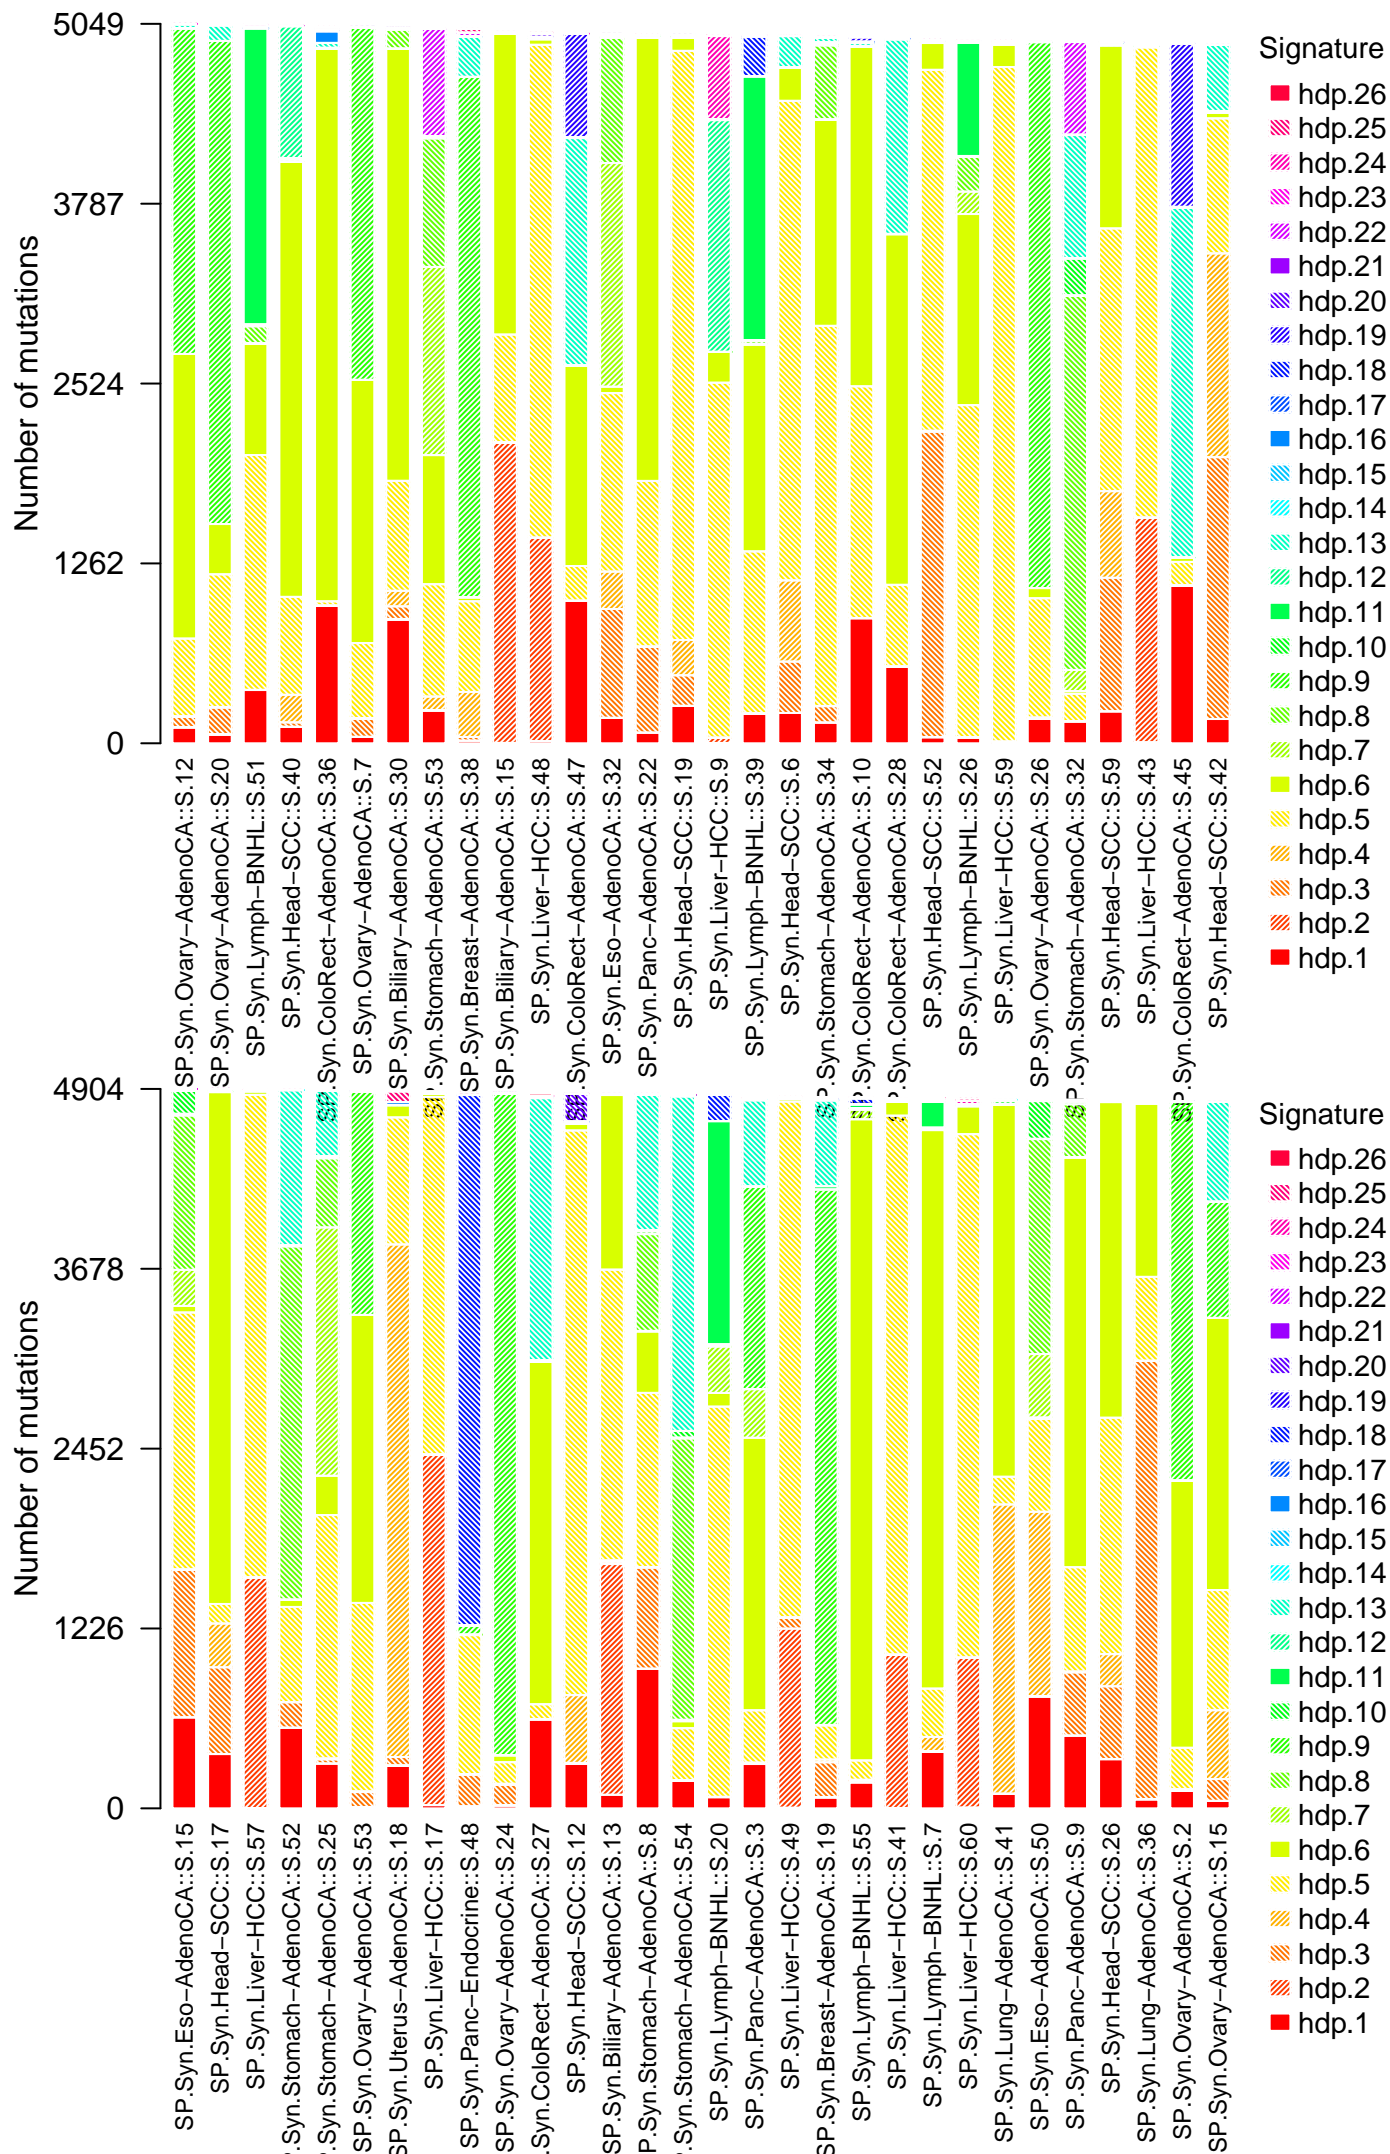 Number of mutations
5049
3787
2524
1262
0
SP.Syn.Ovary−AdenoCA::S.12
SP.Syn.Ovary−AdenoCA::S.20
SP.Syn.Lymph−BNHL::S.51
SP.Syn.Head−SCC::S.40
SP.Syn.ColoRect−AdenoCA::S.36
SP.Syn.Ovary−AdenoCA::S.7
SP.Syn.Biliary−AdenoCA::S.30
SP.Syn.Stomach−AdenoCA::S.53
SP.Syn.Breast−AdenoCA::S.38
SP.Syn.Biliary−AdenoCA::S.15
SP.Syn.Liver−HCC::S.48
SP.Syn.ColoRect−AdenoCA::S.47
SP.Syn.Eso−AdenoCA::S.32
SP.Syn.Panc−AdenoCA::S.22
SP.Syn.Head−SCC::S.19
SP.Syn.Liver−HCC::S.9
SP.Syn.Lymph−BNHL::S.39
SP.Syn.Head−SCC::S.6
SP.Syn.Stomach−AdenoCA::S.34
SP.Syn.ColoRect−AdenoCA::S.10
SP.Syn.ColoRect−AdenoCA::S.28
SP.Syn.Head−SCC::S.52
SP.Syn.Lymph−BNHL::S.26
SP.Syn.Liver−HCC::S.59
SP.Syn.Ovary−AdenoCA::S.26
SP.Syn.Stomach−AdenoCA::S.32
SP.Syn.Head−SCC::S.59
SP.Syn.Liver−HCC::S.43
SP.Syn.ColoRect−AdenoCA::S.45
SP.Syn.Head−SCC::S.42
Signature
hdp.26
hdp.25
hdp.24
hdp.23
hdp.22
hdp.21
hdp.20
hdp.19
hdp.18
hdp.17
hdp.16
hdp.15
hdp.14
hdp.13
hdp.12
hdp.11
hdp.10
hdp.9
hdp.8
hdp.7
hdp.6
hdp.5
hdp.4
hdp.3
hdp.2
hdp.1
Number of mutations
4904
3678
2452
1226
0
SP.Syn.Eso−AdenoCA::S.15
SP.Syn.Head−SCC::S.17
SP.Syn.Liver−HCC::S.57
P.Syn.Stomach−AdenoCA::S.52
P.Syn.Stomach−AdenoCA::S.25
SP.Syn.Ovary−AdenoCA::S.53
SP.Syn.Uterus−AdenoCA::S.18
SP.Syn.Liver−HCC::S.17
SP.Syn.Panc−Endocrine::S.48
SP.Syn.Ovary−AdenoCA::S.24
.Syn.ColoRect−AdenoCA::S.27
SP.Syn.Head−SCC::S.12
SP.Syn.Biliary−AdenoCA::S.13
P.Syn.Stomach−AdenoCA::S.8
P.Syn.Stomach−AdenoCA::S.54
SP.Syn.Lymph−BNHL::S.20
SP.Syn.Panc−AdenoCA::S.3
SP.Syn.Liver−HCC::S.49
SP.Syn.Breast−AdenoCA::S.19
SP.Syn.Lymph−BNHL::S.55
SP.Syn.Liver−HCC::S.41
SP.Syn.Lymph−BNHL::S.7
SP.Syn.Liver−HCC::S.60
SP.Syn.Lung−AdenoCA::S.41
SP.Syn.Eso−AdenoCA::S.50
SP.Syn.Panc−AdenoCA::S.9
SP.Syn.Head−SCC::S.26
SP.Syn.Lung−AdenoCA::S.36
SP.Syn.Ovary−AdenoCA::S.2
SP.Syn.Ovary−AdenoCA::S.15
Signature
hdp.26
hdp.25
hdp.24
hdp.23
hdp.22
hdp.21
hdp.20
hdp.19
hdp.18
hdp.17
hdp.16
hdp.15
hdp.14
hdp.13
hdp.12
hdp.11
hdp.10
hdp.9
hdp.8
hdp.7
hdp.6
hdp.5
hdp.4
hdp.3
hdp.2
hdp.1